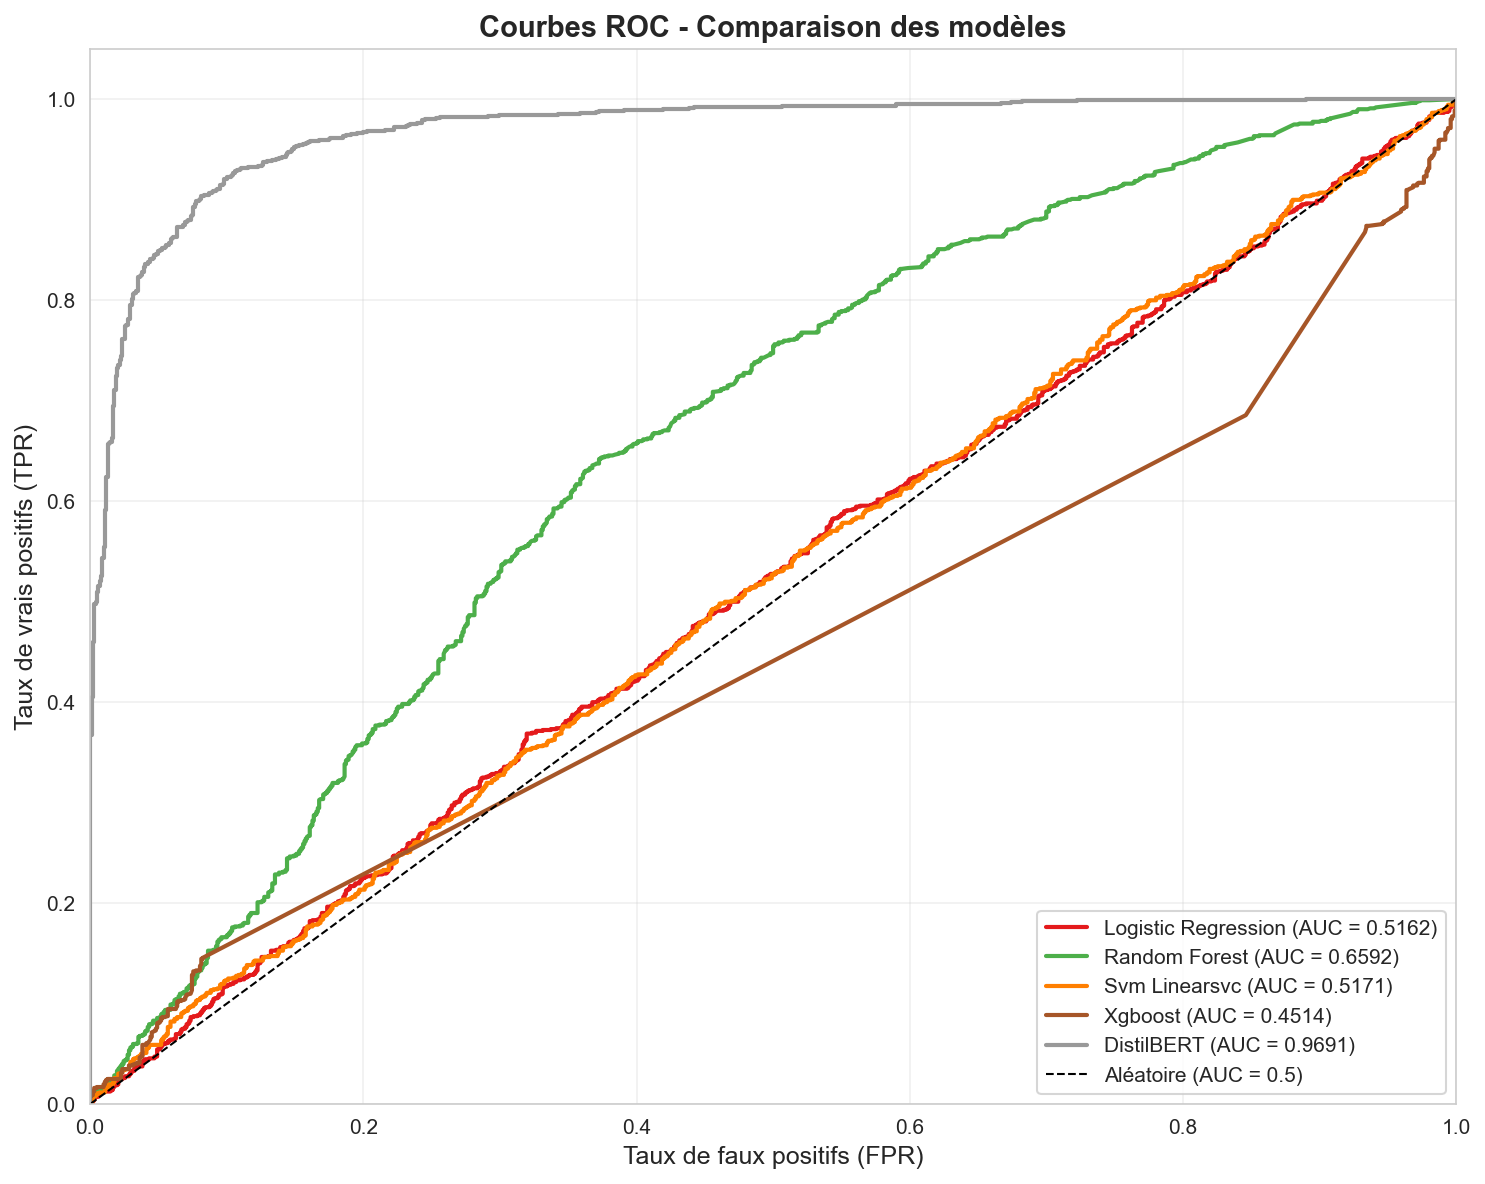 Courbes ROC - Comparaison des modèles
Taux de vrais positifs (TPR)
1.0
0.8
0.6
0.4
0.2
0.0
0.0 0.2 0.4 0.6 0.8 1.0
Taux de faux positifs (FPR)
Logistic Regression (AUC = 0.5162)
Random Forest (AUC = 0.6592)
Svm Linearsvc (AUC = 0.5171)
Xgboost (AUC = 0.4514)
DistilBERT (AUC = 0.9691)
Aléatoire (AUC = 0.5)